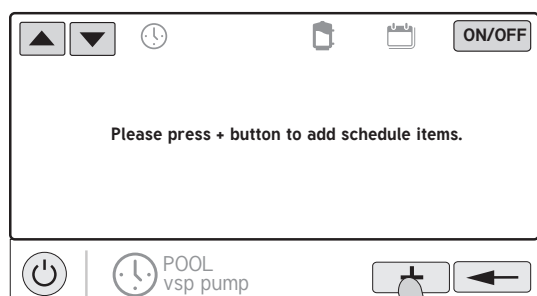 ON/OFF
Please press + button to add schedule items.
POOL
vsp pump